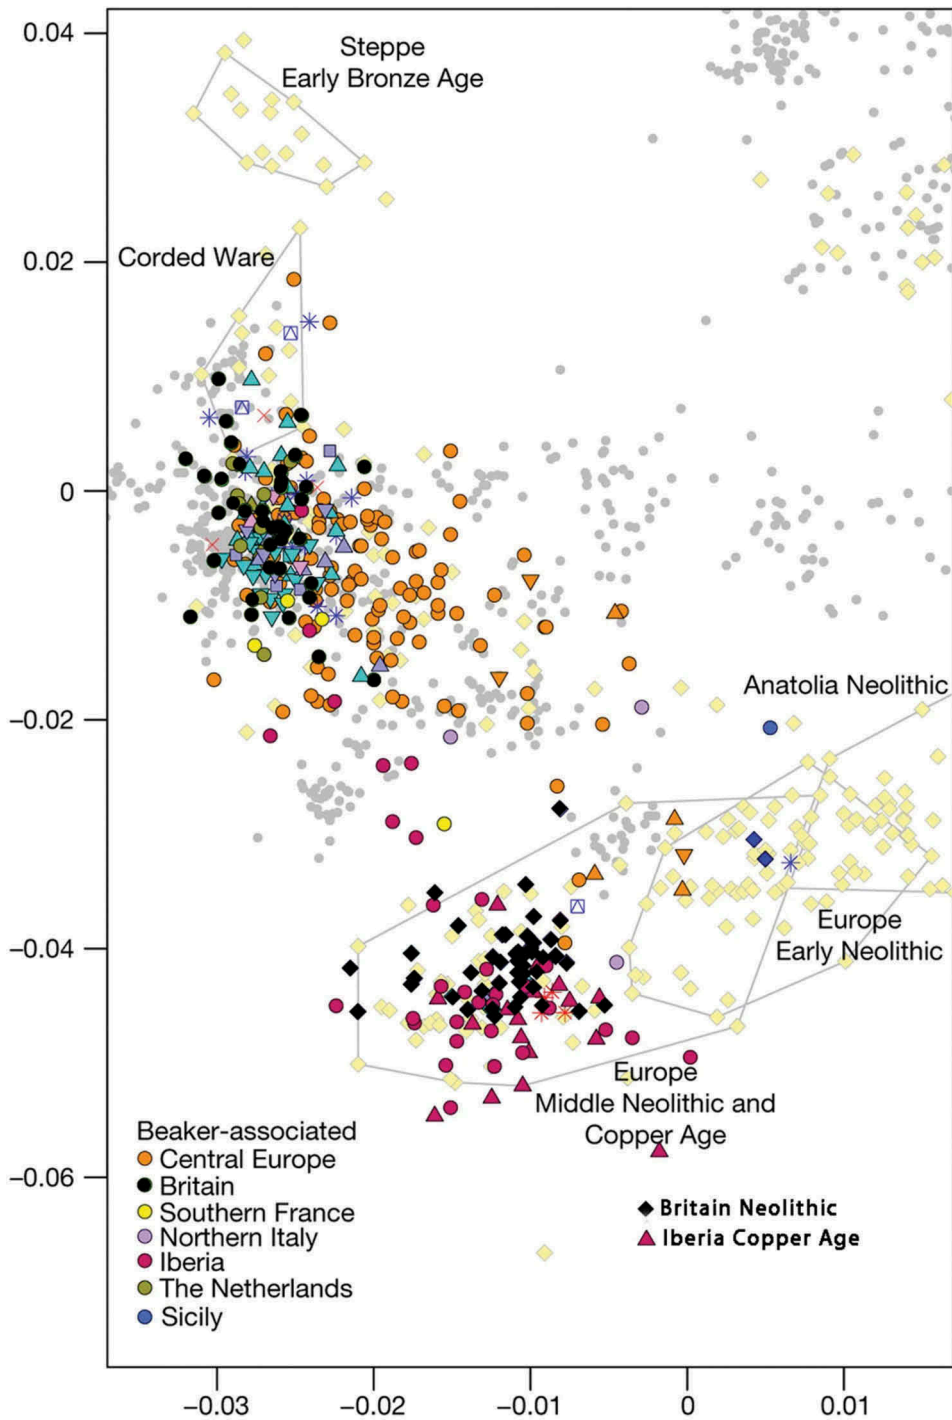 0.04
Steppe
Early Bronze Age
0.02
Corded Ware
0
Anatolia Neolithic
−0.02
Europe
Early Neolithic
−0.04
Europe
Middle Neolithic and
Copper Age
Beaker-associated
Central Europe
Britain
Southern France
Northern Italy
Iberia
The Netherlands
Sicily
−0.06
Britain Neolithic
Iberia Copper Age
−0.03
−0.02
−0.01
0
0.01